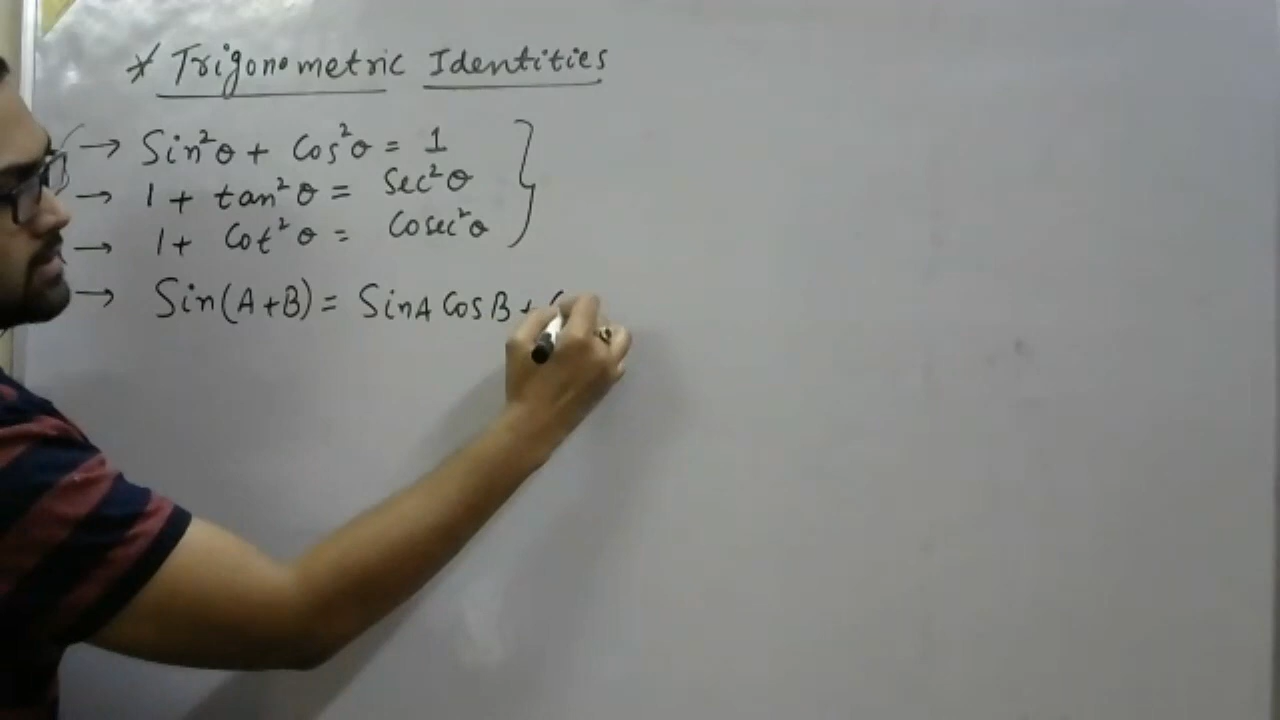 * Trigonometric Identities
→ Sin²θ + Cos²θ = 1
→ 1 + tan²θ = Sec²θ
→ 1 + Cot²θ = Cosec²θ
→ Sin(A+B) = SinA CosB + C